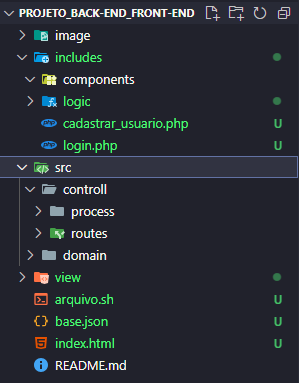 PROJETO_BACK-END_FRONT-END
image
includes
components
logic
cadastrar_usuario.php U
login.php U
src
controll
process
routes
domain
view
arquivo.sh U
base.json U
index.html U
README.md